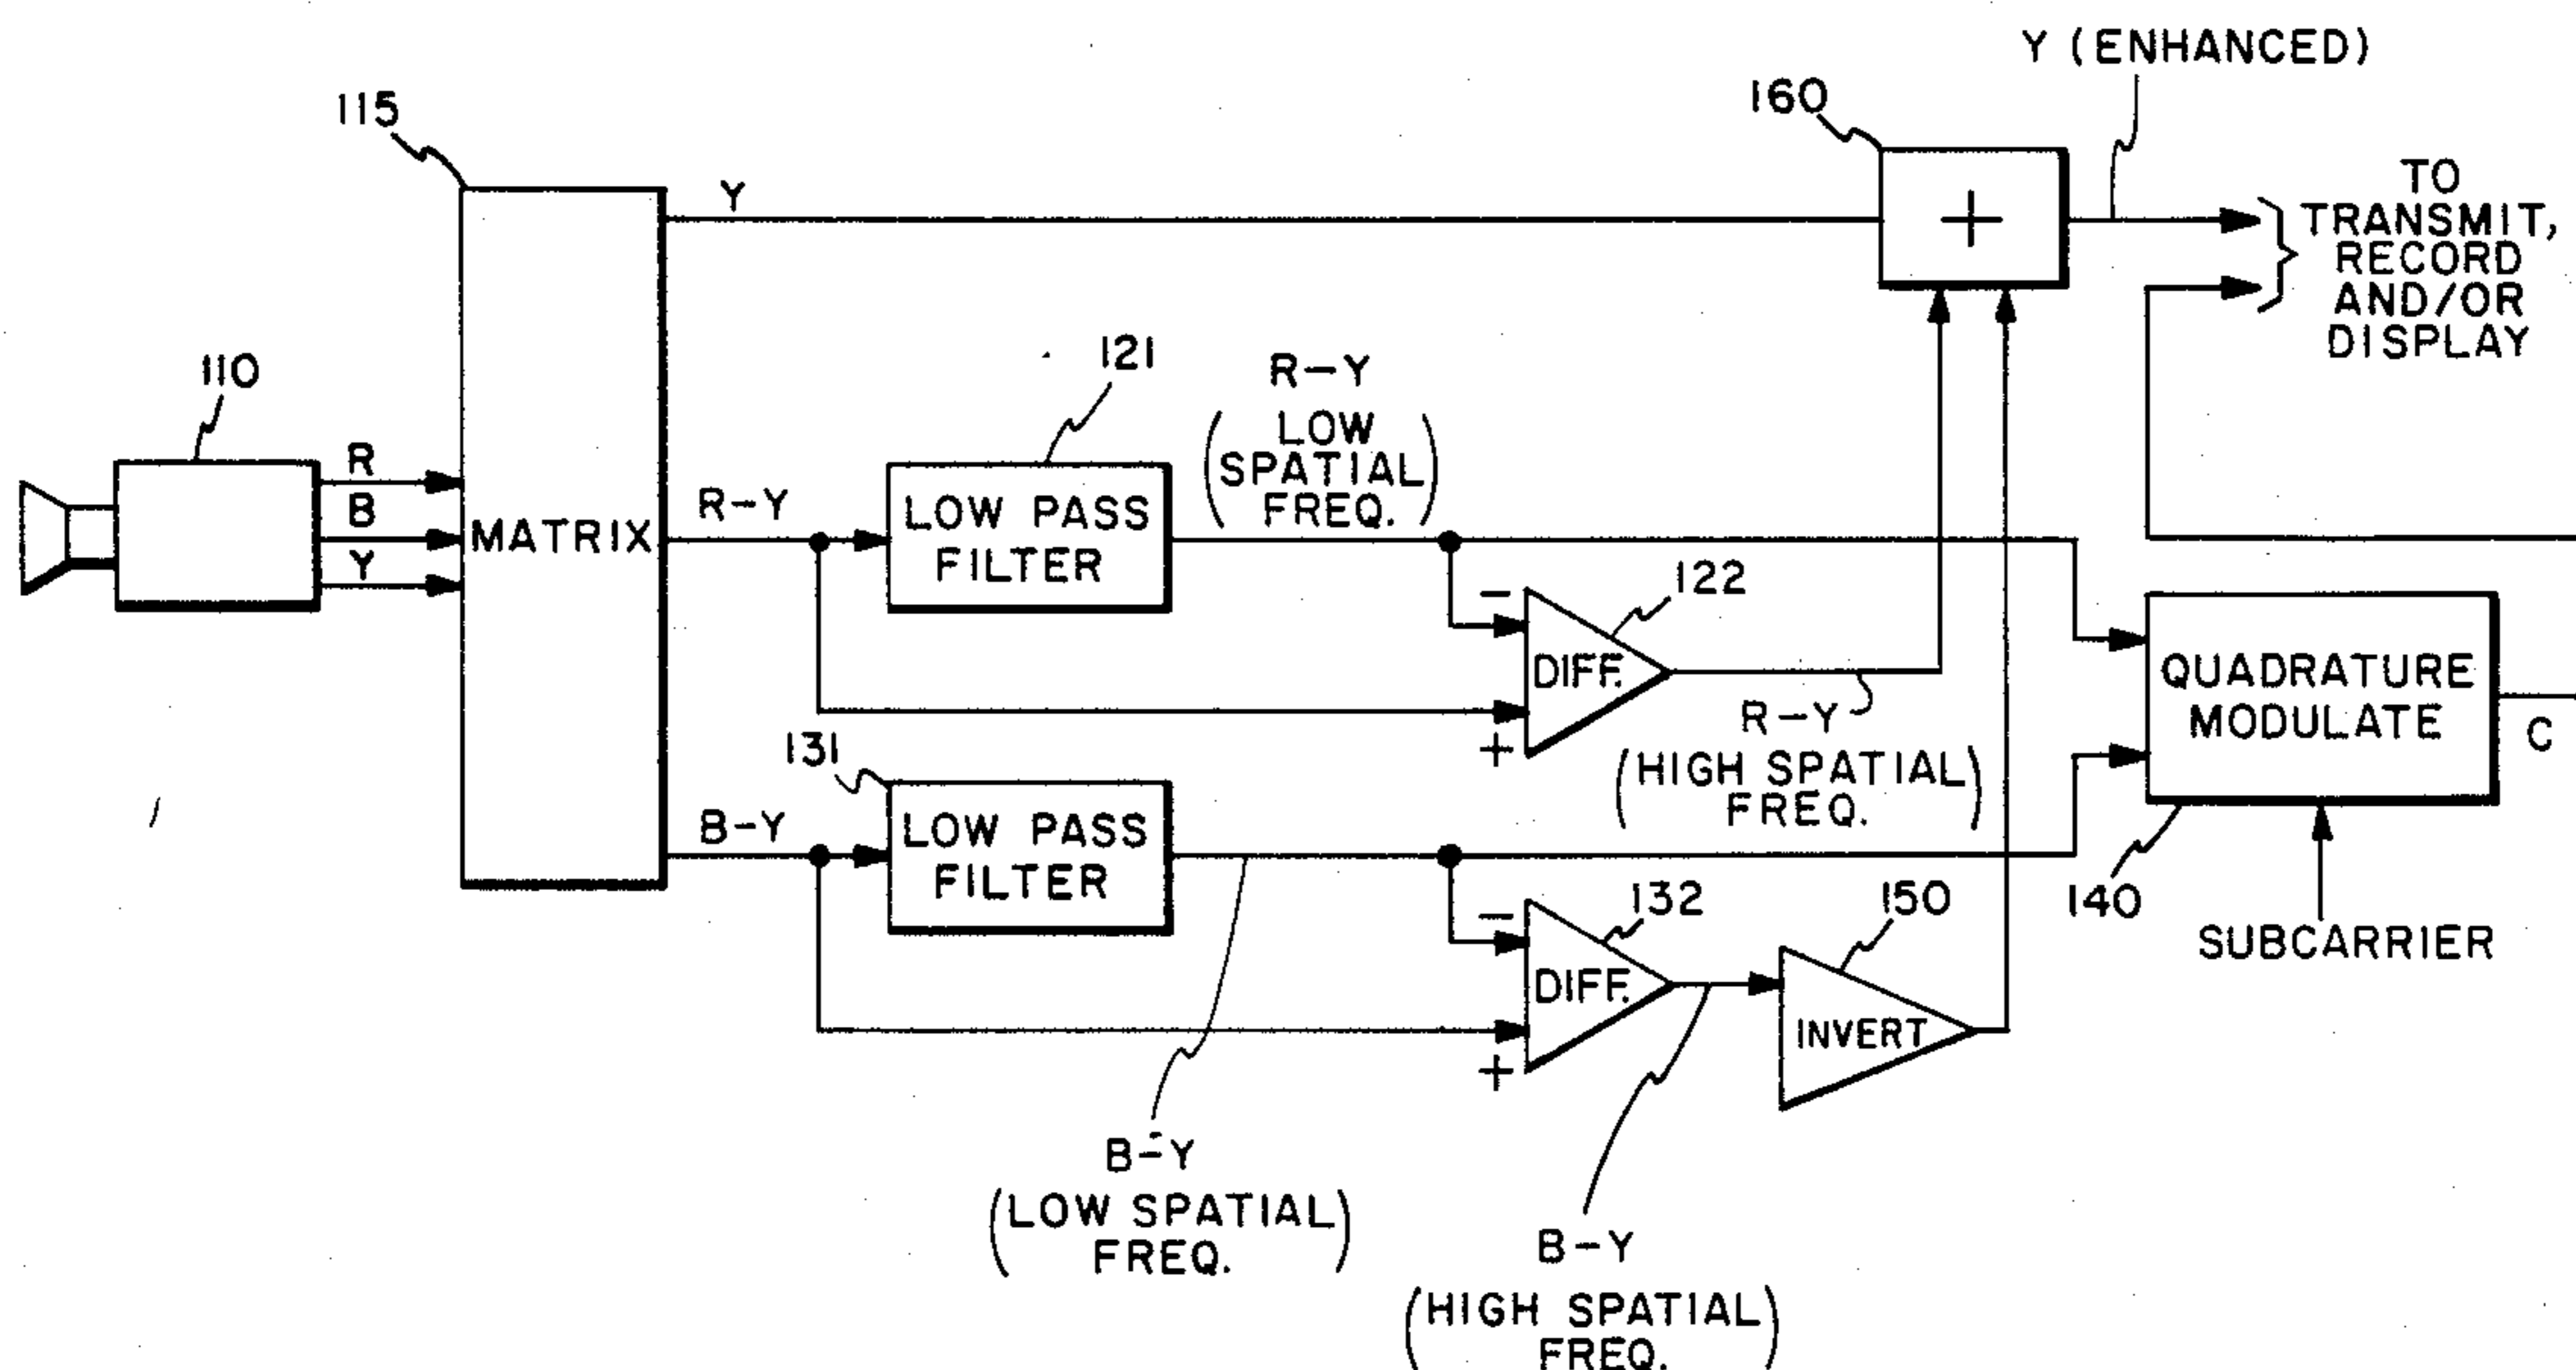 Y (ENHANCED)
160
115
Y
+
TO
TRANSMIT,
RECORD
AND/OR
DISPLAY
110
121
R-Y
(LOW
SPATIAL
FREQ.)
R
B
Y
MATRIX
R-Y
LOW PASS
FILTER
-
122
DIFF.
+
R-Y
(HIGH SPATIAL
FREQ.)
QUADRATURE
MODULATE
C
140
SUBCARRIER
131
B-Y
LOW PASS
FILTER
-
132
DIFF.
+
150
INVERT
B-Y
(LOW SPATIAL
FREQ.)
B-Y
(HIGH SPATIAL
FREQ.)